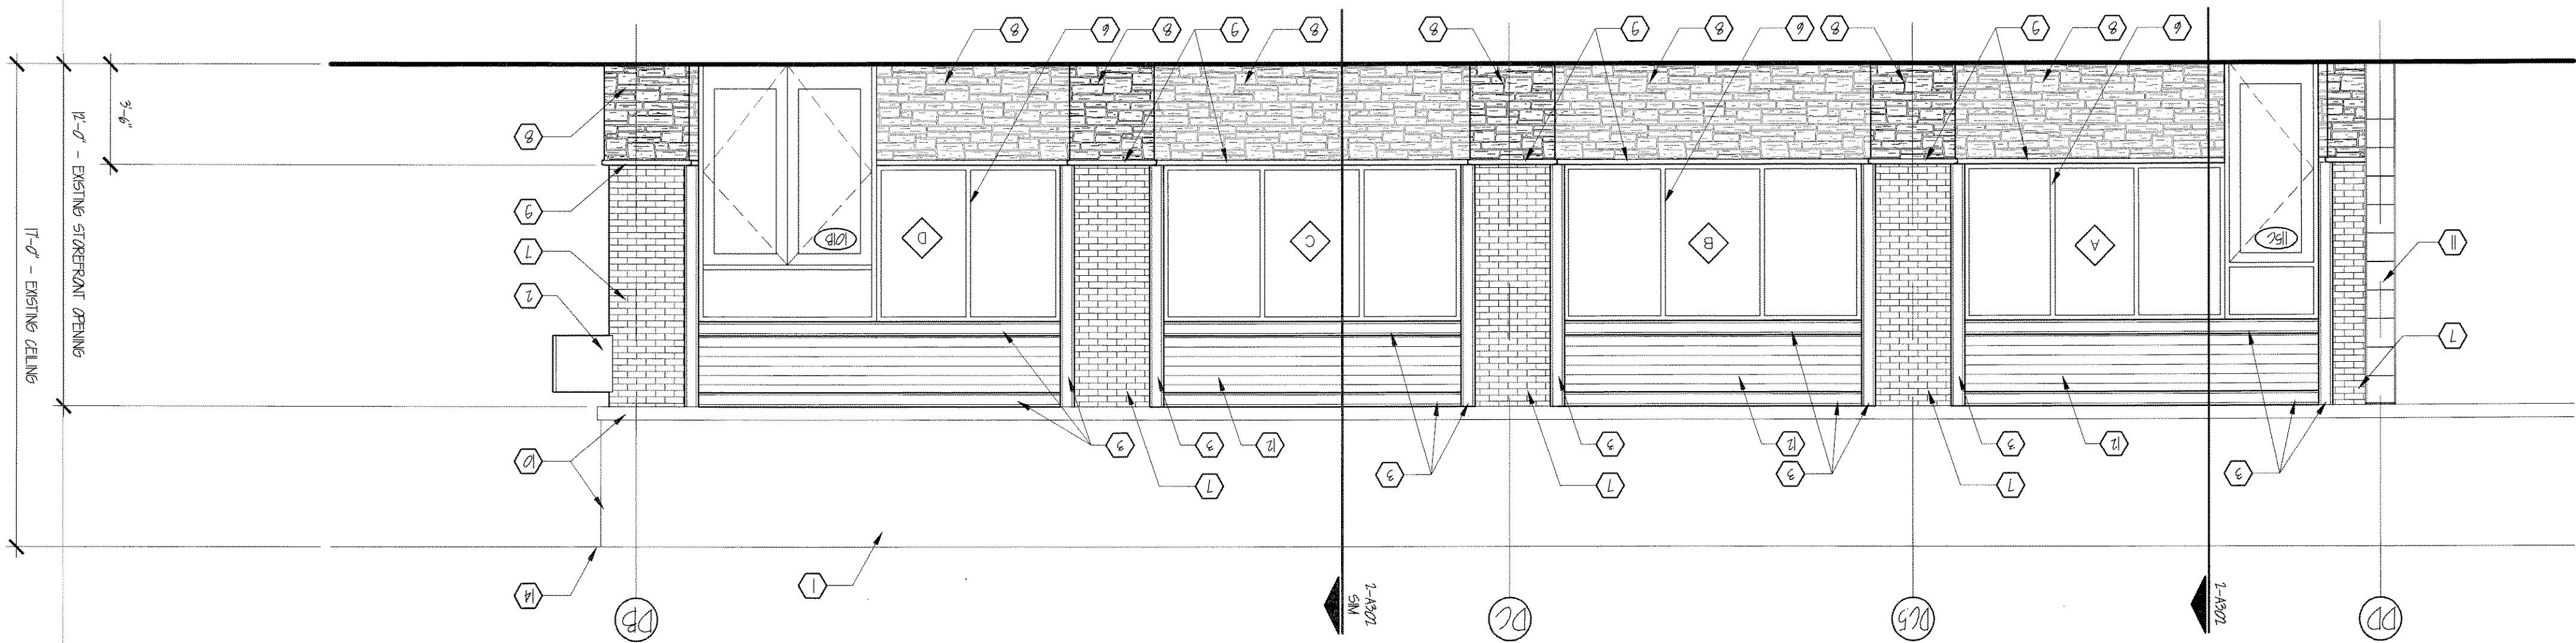 DD
2-A302
DC.5
DC
2-A302
SIM
DB
1
14
3
7
3
7
3
7
10
12
3
12
3
12
3
3
7
2
11
115C
A
B
C
D
101B
7
9
8
6
8
9
8
6
8
9
8
8
9
8
6
8
3'-6"
12'-0" - EXISTING STOREFRONT OPENING
17'-0" - EXISTING CEILING